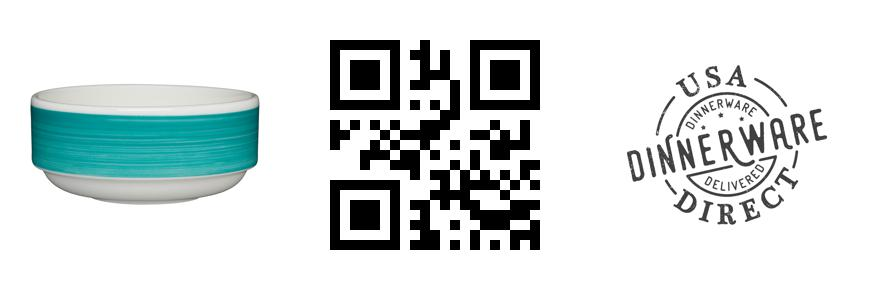 USA
DINNERWARE
DINNERWARE
DELIVERED
DIRECT